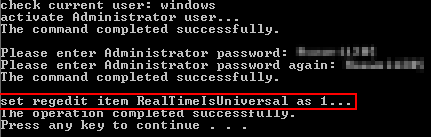 check current user: windows
activate Administrator user...
The command completed successfully.
Please enter Administrator password:
Please enter Administrator password again:
The command completed successfully.
set regedit item RealTimeIsUniversal as 1...
The operation completed successfully.
Press any key to continue . . .